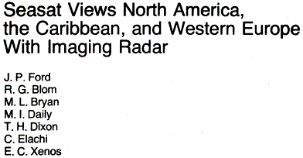 Seasat Views North America,
the Caribbean, and Western Europe
With Imaging Radar
J. P. Ford
R. G. Blom
M. L. Bryan
M. I. Daily
T. H. Dixon
C. Elachi
E. C. Xenos